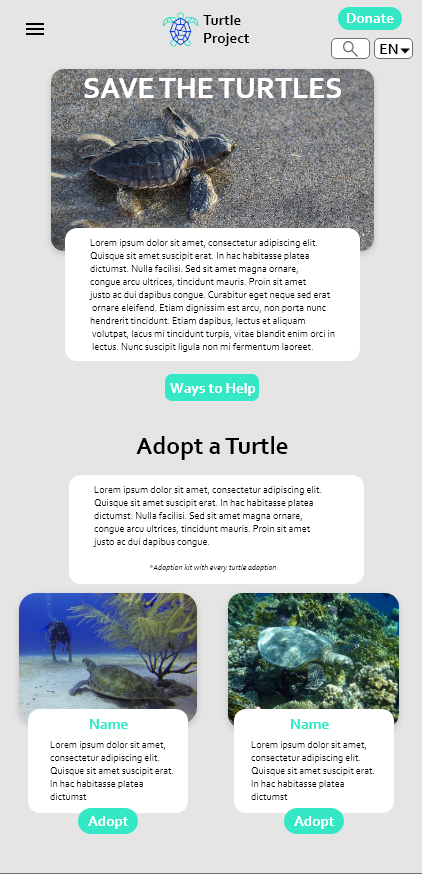 Turtle
Project
Donate
EN
SAVE THE TURTLES
Lorem ipsum dolor sit amet, consectetur adipiscing elit.
Quisque sit amet suscipit erat. In hac habitasse platea
dictumst. Nulla facilisi. Sed sit amet magna ornare,
congue arcu ultrices, tincidunt mauris. Proin sit amet
justo ac dui dapibus congue. Curabitur eget neque sed erat
ornare eleifend. Etiam dignissim est arcu, non porta nunc
hendrerit tincidunt. Etiam dapibus, lectus et aliquam
volutpat, lacus mi tincidunt turpis, vitae blandit enim orci in
lectus. Nunc suscipit ligula non mi fermentum laoreet.
Ways to Help
Adopt a Turtle
Lorem ipsum dolor sit amet, consectetur adipiscing elit.
Quisque sit amet suscipit erat. In hac habitasse platea
dictumst. Nulla facilisi. Sed sit amet magna ornare,
congue arcu ultrices, tincidunt mauris. Proin sit amet
justo ac dui dapibus congue.
*Adoption kit with every turtle adoption
Name
Lorem ipsum dolor sit amet,
consectetur adipiscing elit.
Quisque sit amet suscipit erat.
In hac habitasse platea
dictumst
Adopt
Name
Lorem ipsum dolor sit amet,
consectetur adipiscing elit.
Quisque sit amet suscipit erat.
In hac habitasse platea
dictumst
Adopt